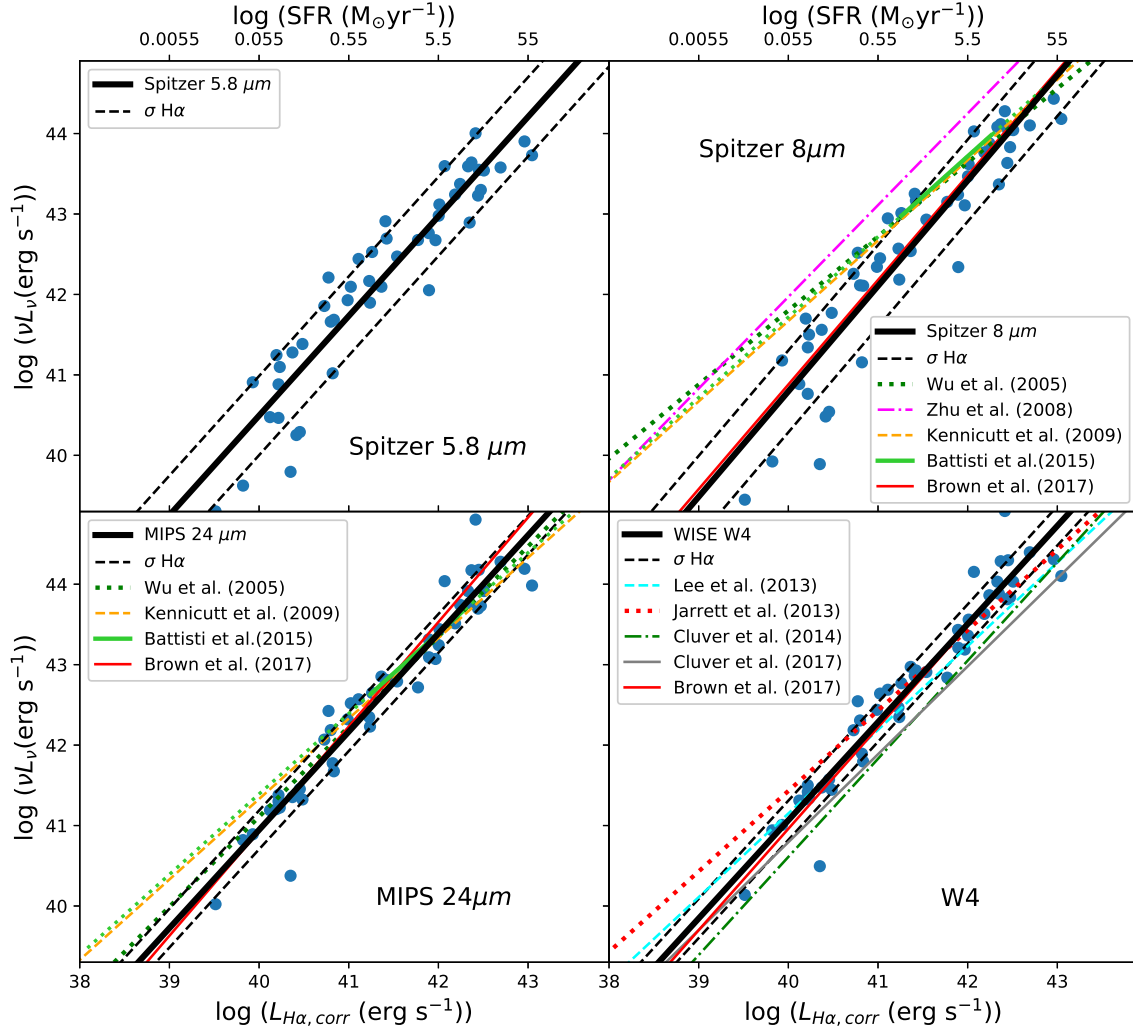 log (SFR (M⊙yr⁻¹) log (SFR (M⊙yr⁻¹)
0.0055 0.55 5.5 55 0.0055 0.55 5.5 55
Spitzer 5.8 μm
σ Hα
Spitzer 5.8 μm
log (νLν(erg s⁻¹)
44
43
42
41
40
Spitzer 8μm
Spitzer 8 μm
σ Hα
Wu et al. (2005)
Zhu et al. (2008)
Kennicutt et al. (2009)
Battisti et al.(2015)
Brown et al. (2017)
MIPS 24 μm
σ Hα
Wu et al. (2005)
Kennicutt et al. (2009)
Battisti et al.(2015)
Brown et al. (2017)
MIPS 24μm
log (νLν(erg s⁻¹)
44
43
42
41
40
WISE W4
σ Hα
Lee et al. (2013)
Jarrett et al. (2013)
Cluver et al. (2014)
Cluver et al. (2017)
Brown et al. (2017)
W4
38 39 40 41 42 43 38 39 40 41 42 43
log (LHα, corr (erg s⁻¹)) log (LHα, corr (erg s⁻¹))